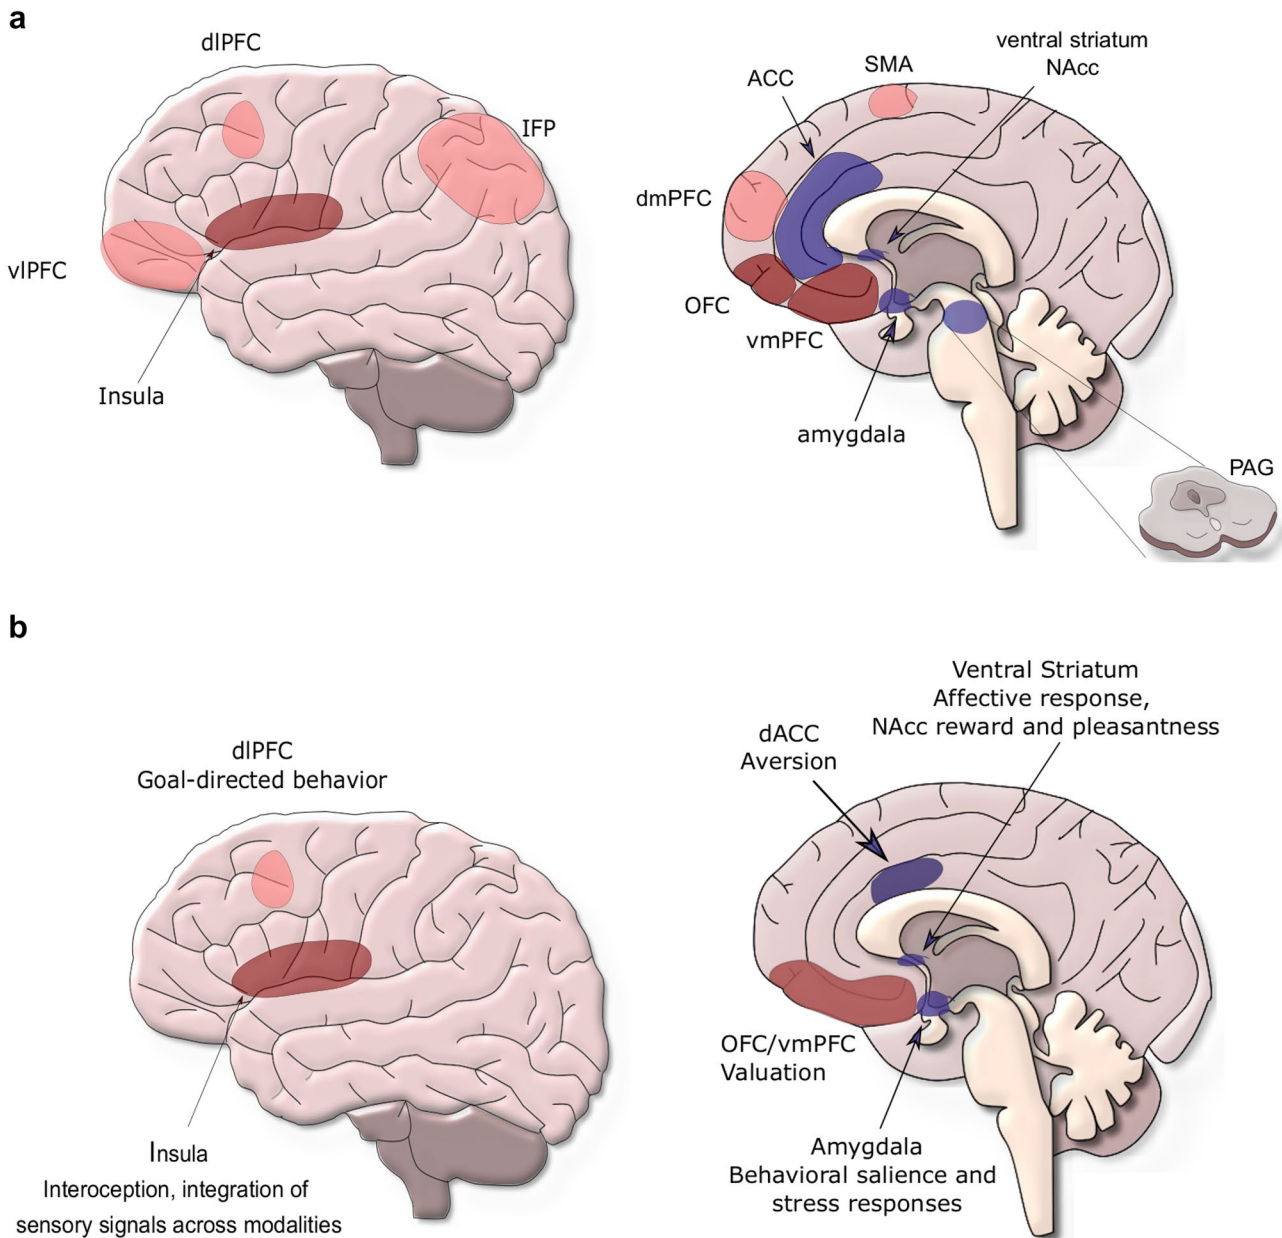 a
dlPFC
IFP
vlPFC
Insula
ventral striatum
NAcc
SMA
ACC
dmPFC
OFC
vmPFC
amygdala
PAG
b
dlPFC
Goal-directed behavior
Insula
Interoception, integration of
sensory signals across modalities
Ventral Striatum
Affective response,
NAcc reward and pleasantness
dACC
Aversion
OFC/vmPFC
Valuation
Amygdala
Behavioral salience and
stress responses